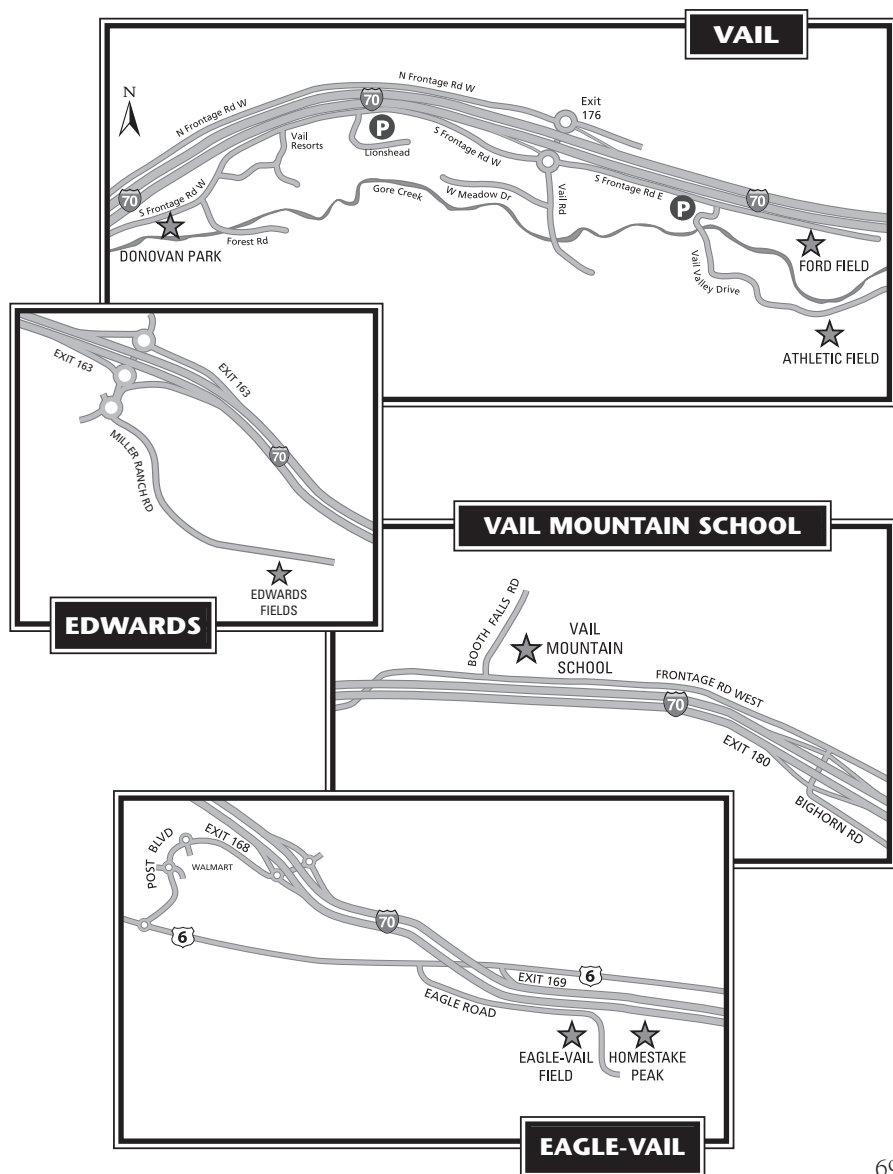 VAIL
N
N Frontage Rd W
N Frontage Rd W
70
Exit
176
P
Vail
Resorts
Lionshead
S Frontage Rd W
S Frontage Rd E
70
S Frontage Rd W
Gore Creek
W Meadow Dr
Vail Rd
P
70
DONOVAN PARK
Forest Rd
Vail Valley Drive
FORD FIELD
ATHLETIC FIELD
EXIT 163
EXIT 163
70
MILLER RANCH RD
EDWARDS
FIELDS
EDWARDS
VAIL MOUNTAIN SCHOOL
BOOTH FALLS RD
VAIL
MOUNTAIN
SCHOOL
FRONTAGE RD WEST
70
EXIT 180
BIGHORN RD
POST BLVD
EXIT 168
WALMART
70
6
6
EXIT 169
EAGLE ROAD
EAGLE-VAIL
FIELD
HOMESTAKE
PEAK
EAGLE-VAIL
69